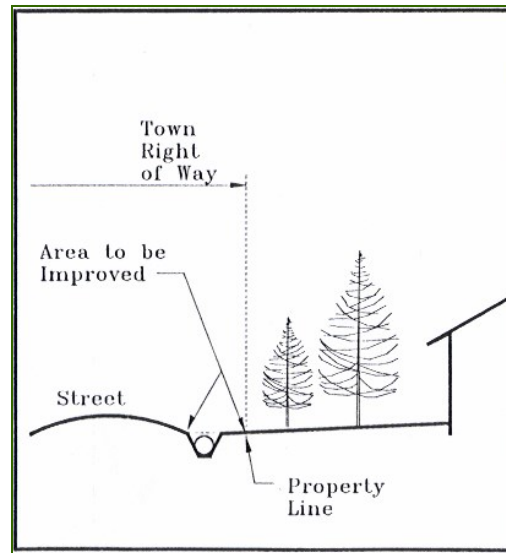 Town
Right
of Way
Area to be
Improved
Street
Property
Line